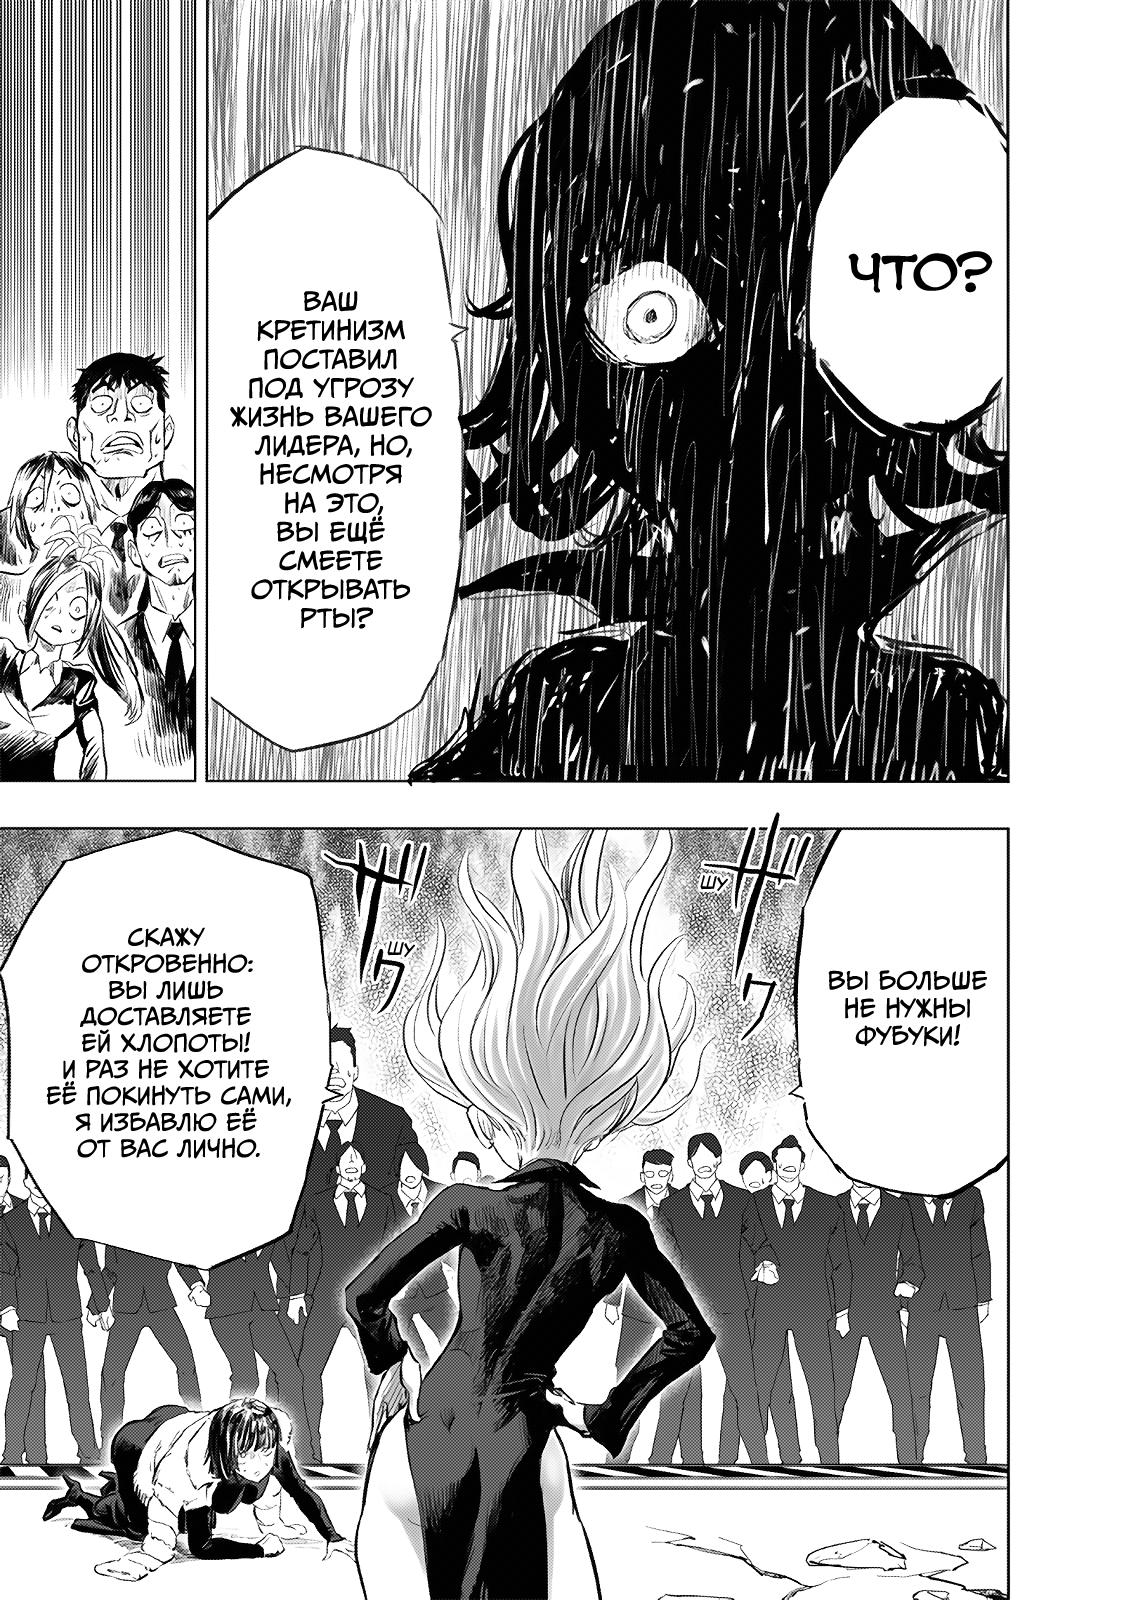 ЧТО?
ВАШ
КРЕТИНИЗМ
ПОСТАВИЛ
ПОД УГРОЗУ
ЖИЗНЬ ВАШЕГО
ЛИДЕРА, НО,
НЕСМОТРЯ
НА ЭТО,
ВЫ ЕЩЁ
СМЕЕТЕ
ОТКРЫВАТЬ
РТЫ?
ВЫ БОЛЬШЕ
НЕ НУЖНЫ
ФУБУКИ!
ШУ
ШУ
СКАЖУ
ОТКРОВЕННО:
ВЫ ЛИШЬ
ДОСТАВЛЯЕТЕ
ЕЙ ХЛОПОТЫ!
И РАЗ НЕ ХОТИТЕ
ЕЁ ПОКИНУТЬ САМИ,
Я ИЗБАВЛЮ ЕЁ
ОТ ВАС ЛИЧНО.